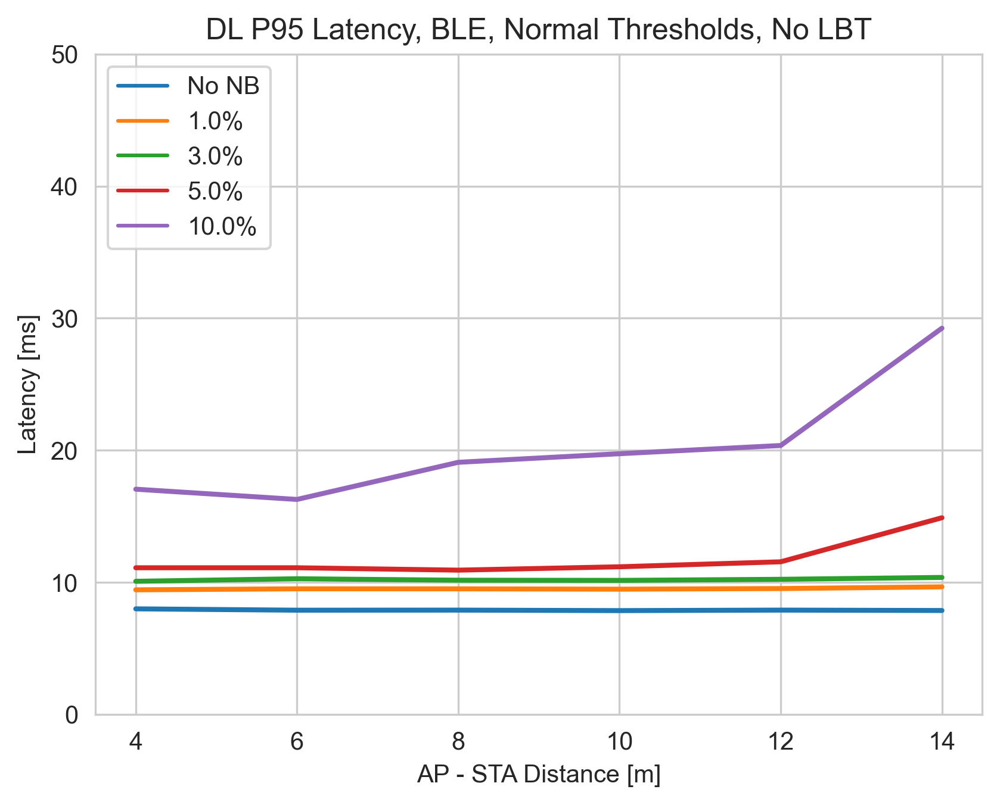 DL P95 Latency, BLE, Normal Thresholds, No LBT
50
40
30
20
10
0
Latency [ms]
No NB
1.0%
3.0%
5.0%
10.0%
4 6 8 10 12 14
AP - STA Distance [m]